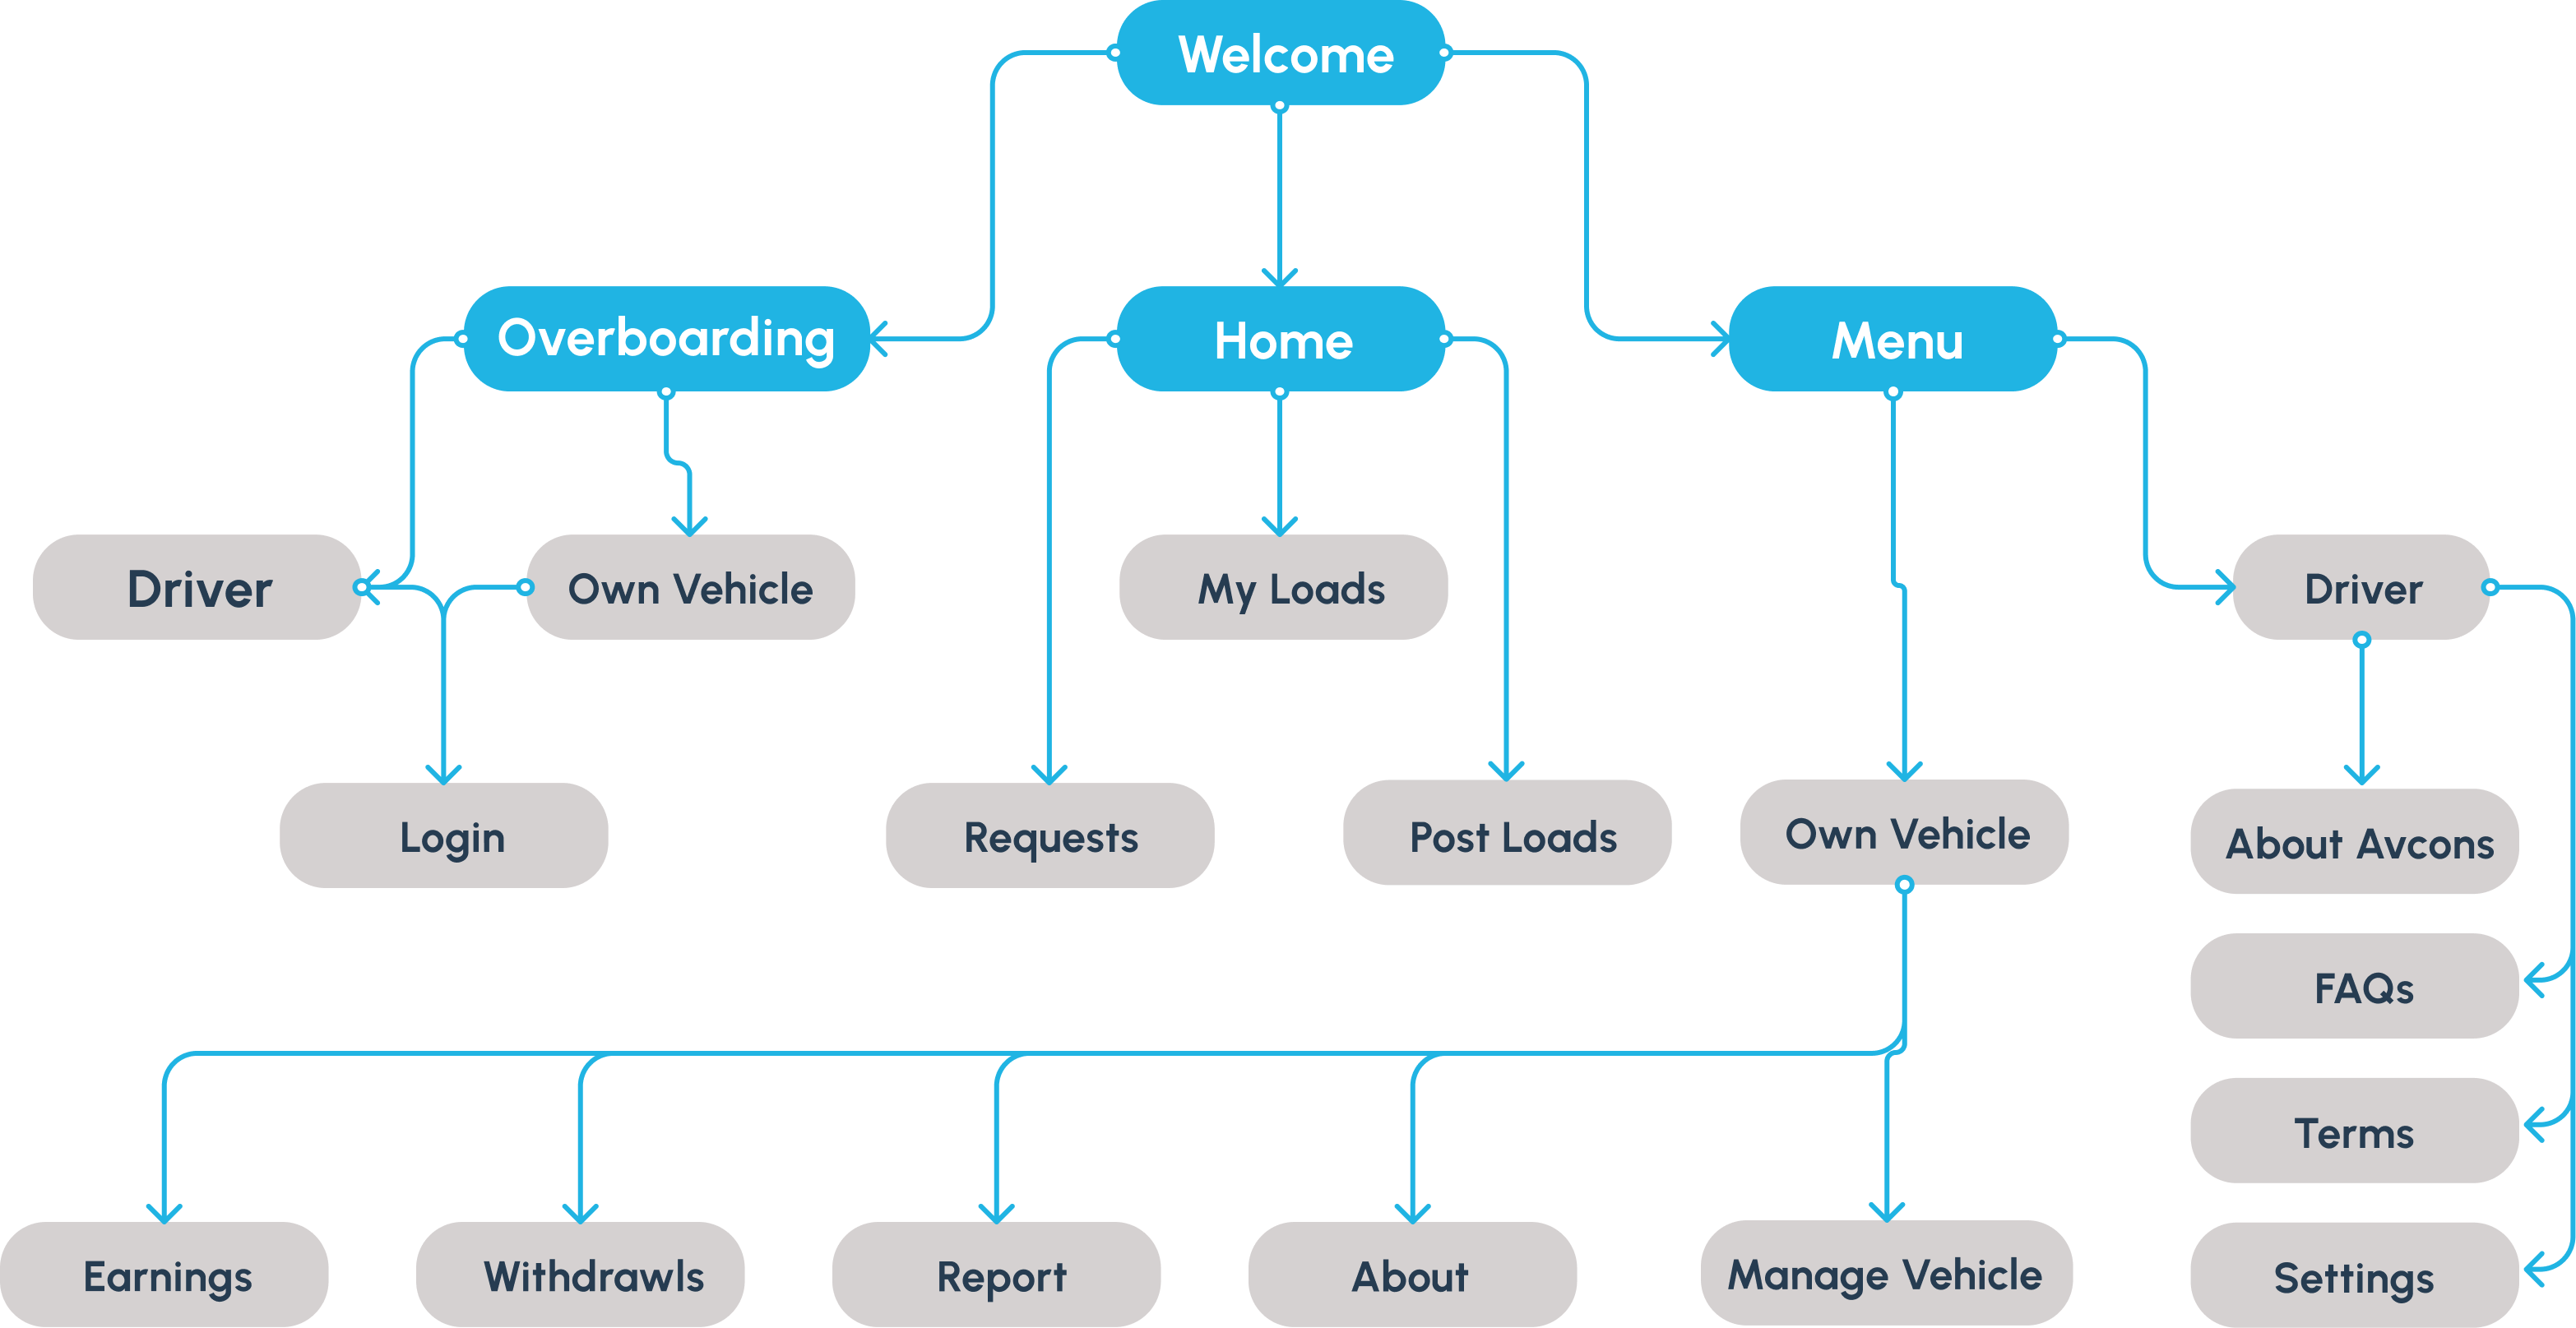 Welcome
Overboarding
Home
Menu
Driver
Own Vehicle
My Loads
Driver
Login
Requests
Post Loads
Own Vehicle
About Avcons
FAQs
Terms
Earnings
Withdrawls
Report
About
Manage Vehicle
Settings